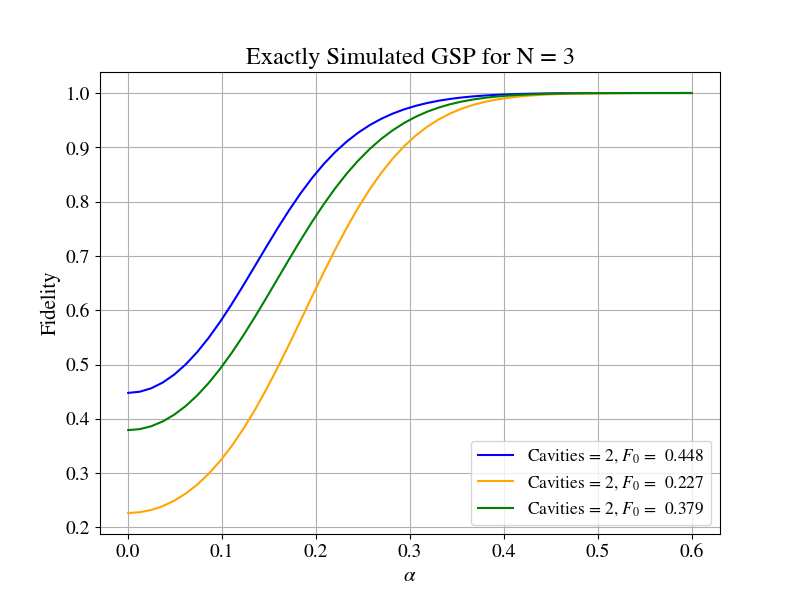 Exactly Simulated GSP for N = 3
Fidelity
1.0
0.9
0.8
0.7
0.6
0.5
0.4
0.3
0.2
0.0 0.1 0.2 0.3 0.4 0.5 0.6
α
Cavities = 2, F₀ = 0.448
Cavities = 2, F₀ = 0.227
Cavities = 2, F₀ = 0.379